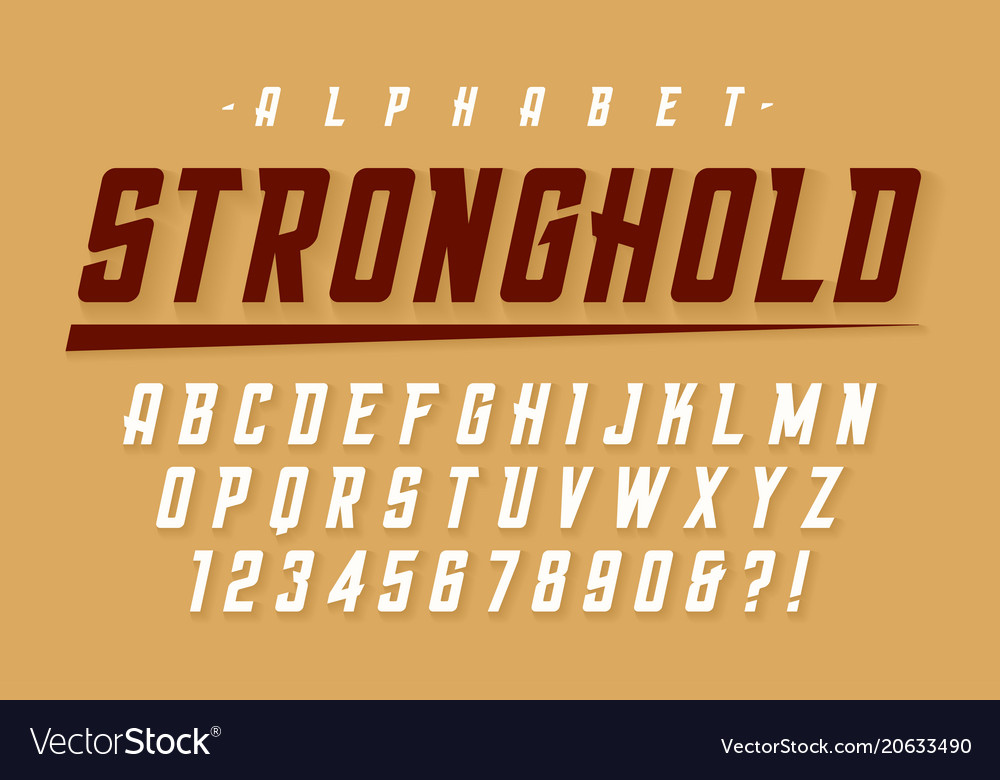 -ALPHABET-
STRONGHOLD
ABCDEFGHIJKLMN
OPQRSTUVWXYZ
1234567890&?!
VectorStock®
VectorStock.com/20633490